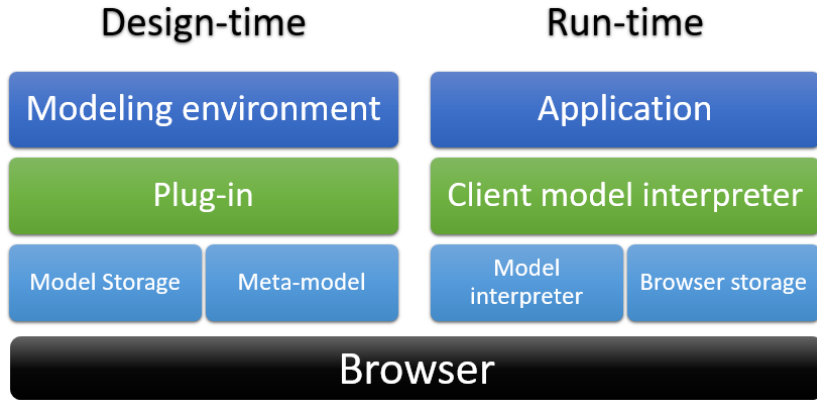 Design-time
Run-time
Modeling environment
Application
Plug-in
Client model interpreter
Model Storage
Meta-model
Model
interpreter
Browser storage
Browser